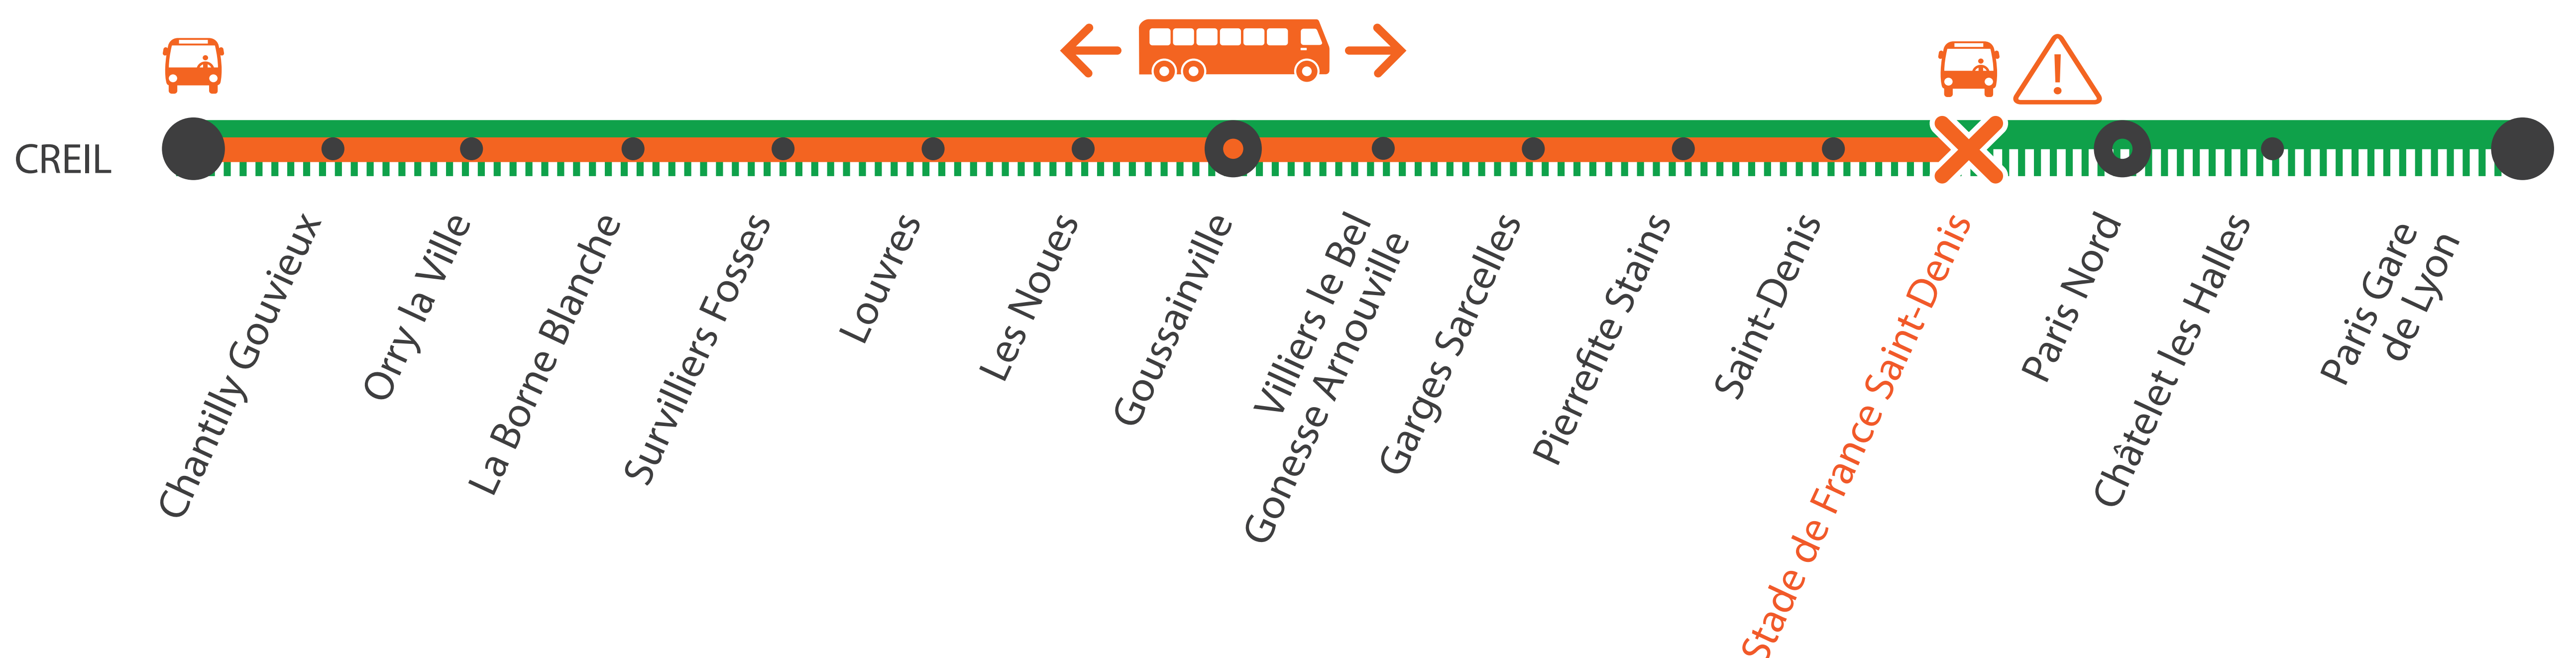 CREIL
Chantilly Gouvieux
Orry la Ville
La Borne Blanche
Survilliers Fosses
Louvres
Les Noues
Goussainville
Villiers le Bel
Gonesse Arnouville
Garges Sarcelles
Pierrefite Stains
Saint-Denis
Stade de France Saint-Denis
Paris Nord
Châtelet les Halles
Paris Gare
de Lyon